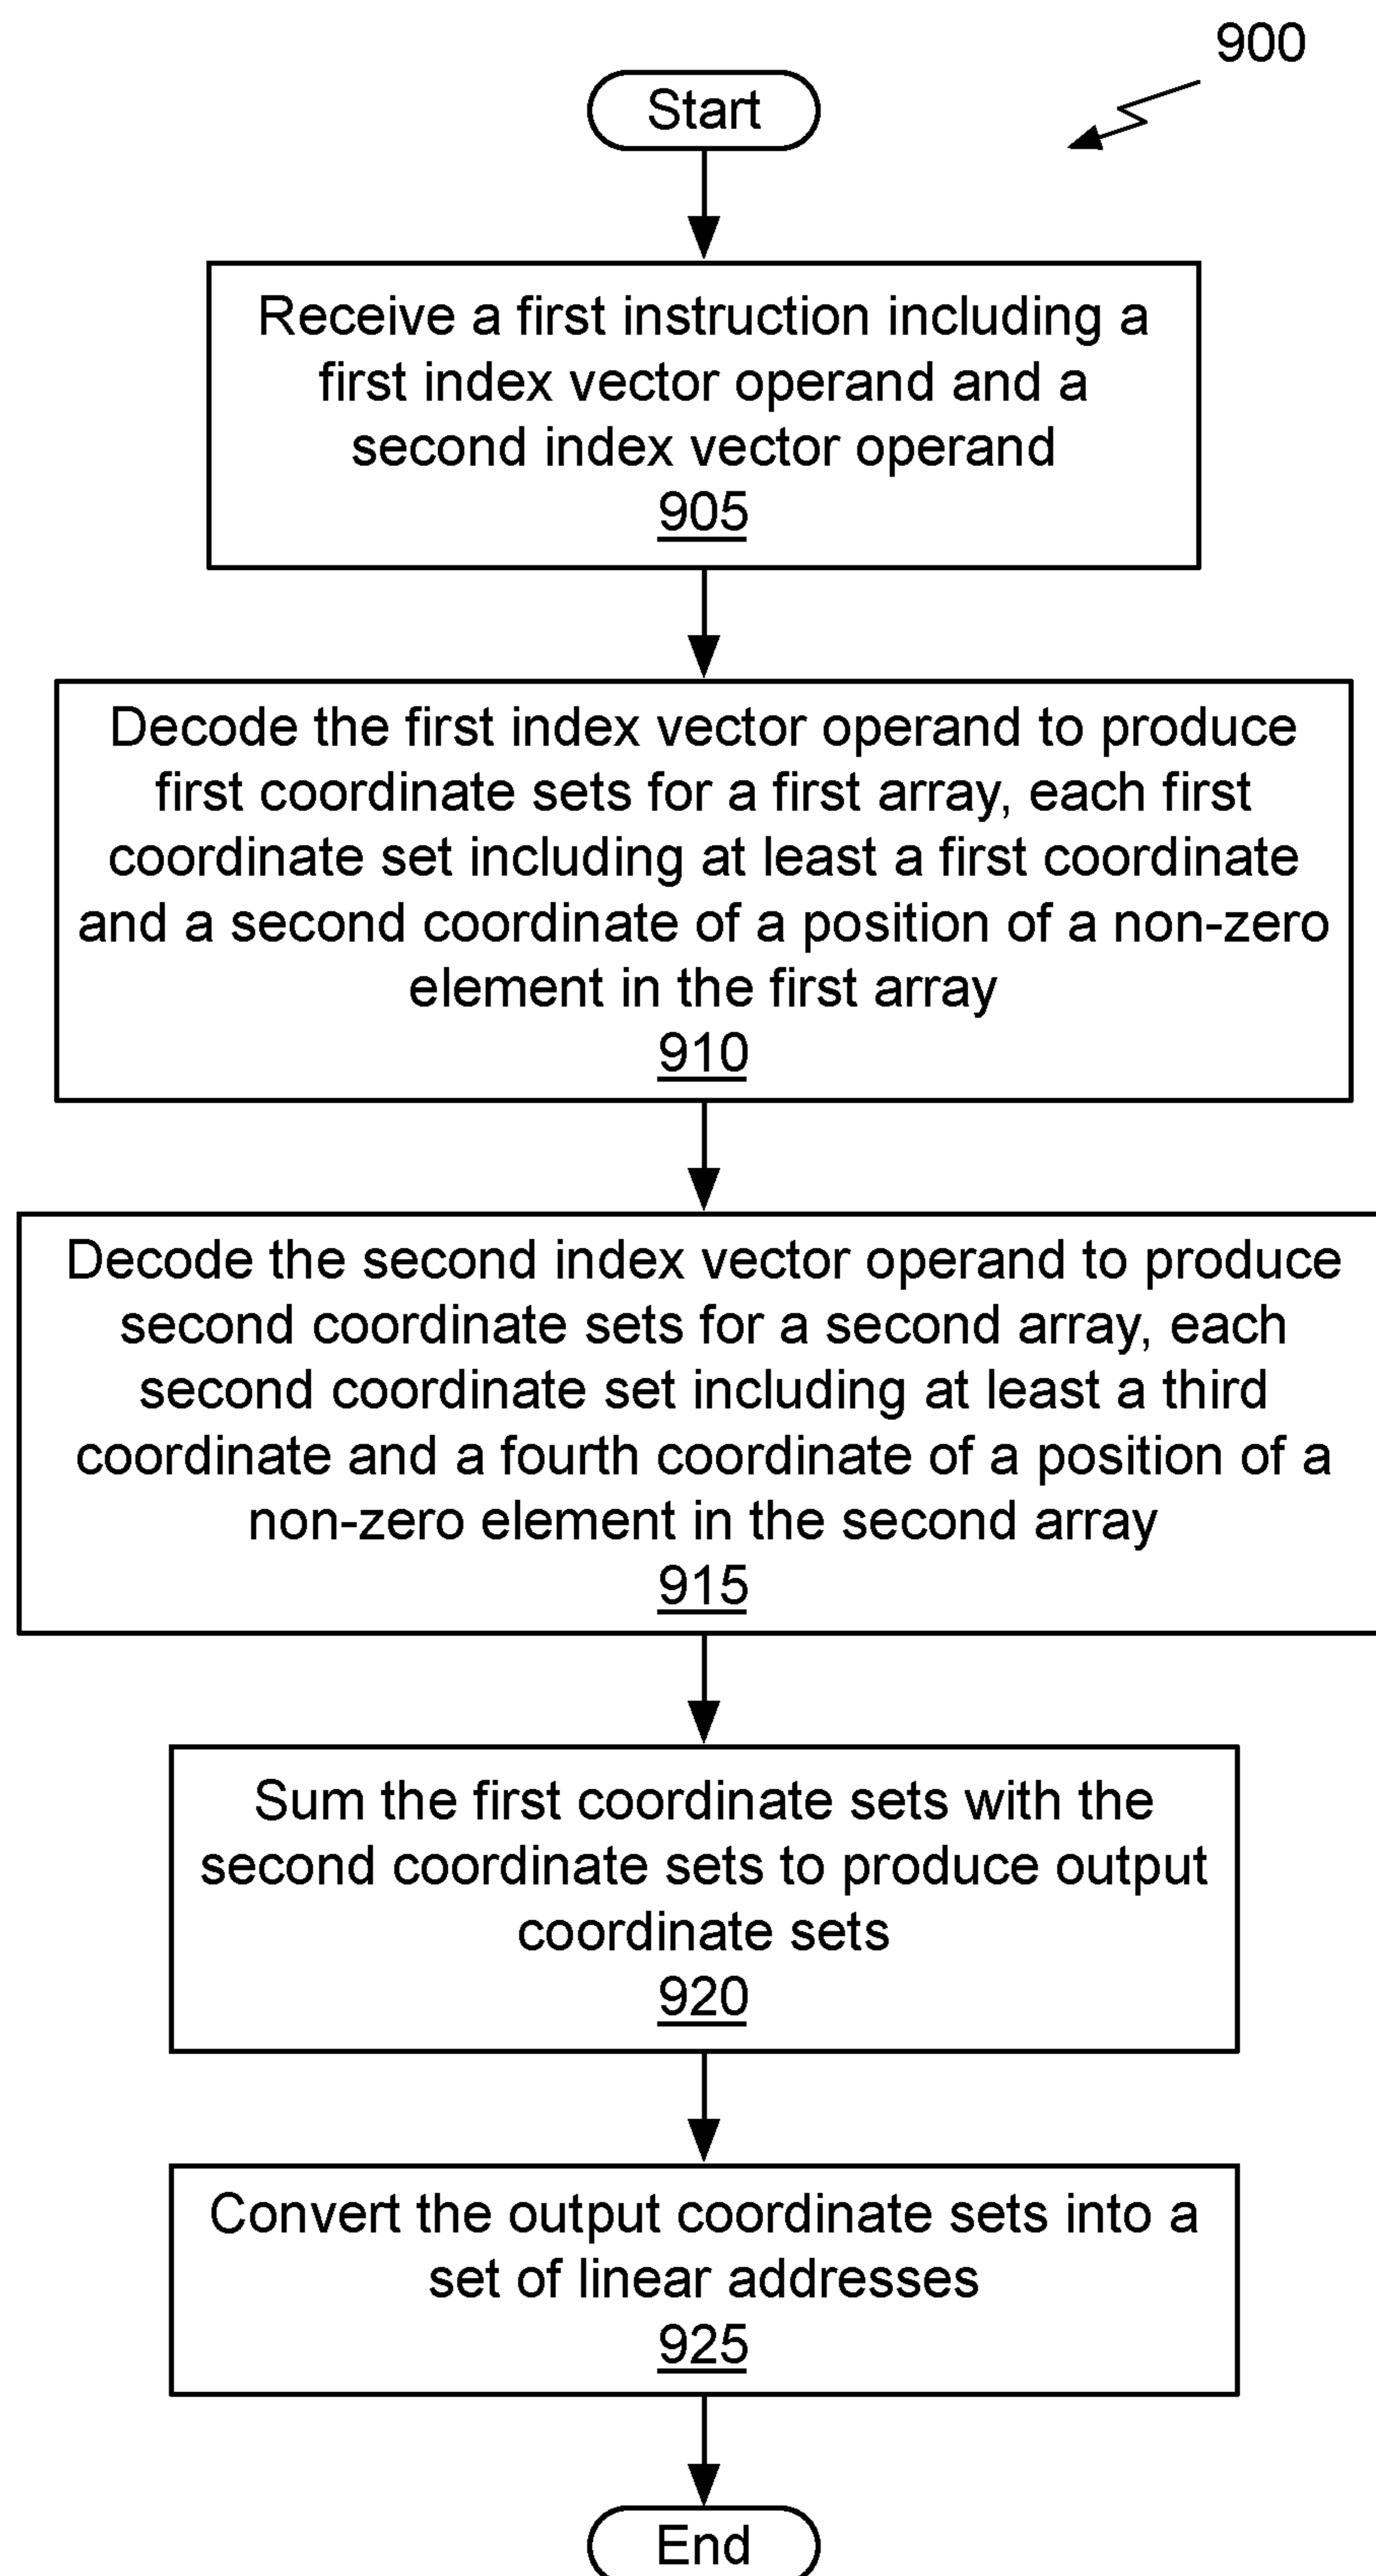 900
Start
Receive a first instruction including a
first index vector operand and a
second index vector operand
905
Decode the first index vector operand to produce
first coordinate sets for a first array, each first
coordinate set including at least a first coordinate
and a second coordinate of a position of a non-zero
element in the first array
910
Decode the second index vector operand to produce
second coordinate sets for a second array, each
second coordinate set including at least a third
coordinate and a fourth coordinate of a position of a
non-zero element in the second array
915
Sum the first coordinate sets with the
second coordinate sets to produce output
coordinate sets
920
Convert the output coordinate sets into a
set of linear addresses
925
End